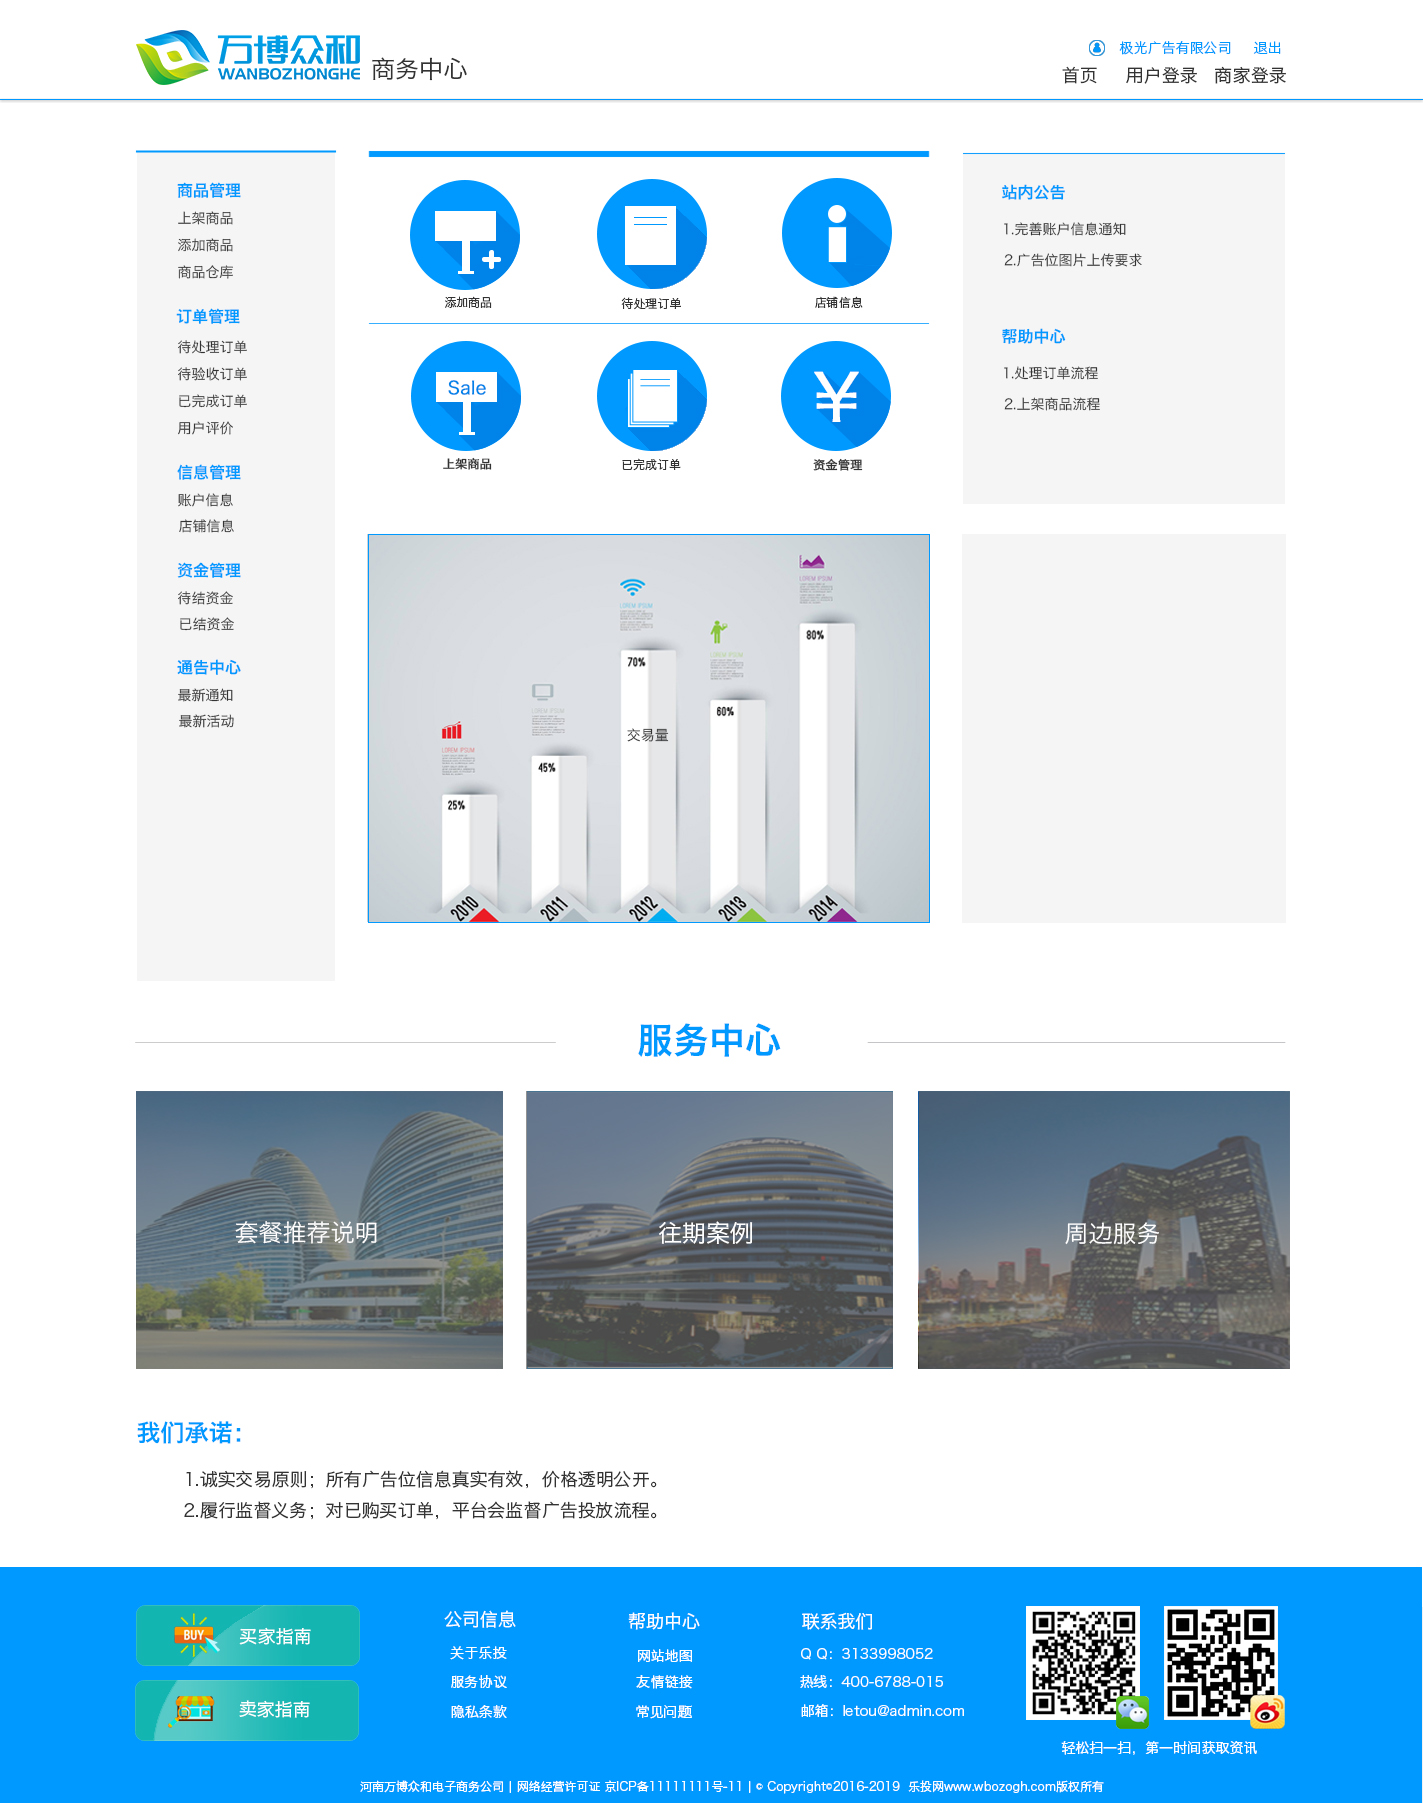 万博众和
WANBOZHONGHE
商务中心
极光广告有限公司 退出
首页 用户登录 商家登录
商品管理
上架商品
添加商品
商品仓库
订单管理
待处理订单
待验收订单
已完成订单
用户评价
信息管理
账户信息
店铺信息
资金管理
待结资金
已结资金
通告中心
最新通知
最新活动
添加商品
待处理订单
店铺信息
Sale
上架商品
已完成订单
资金管理
站内公告
1.完善账户信息通知
2.广告位图片上传要求
帮助中心
1.处理订单流程
2.上架商品流程
LOREM IPSUM
25%
2010
LOREM IPSUM
45%
2011
LOREM IPSUM
70%
交易量
2012
LOREM IPSUM
60%
2013
LOREM IPSUM
80%
2014
服务中心
套餐推荐说明
往期案例
周边服务
我们承诺：
1.诚实交易原则；所有广告位信息真实有效，价格透明公开。
2.履行监督义务；对已购买订单，平台会监督广告投放流程。
BUY
买家指南
卖家指南
公司信息
关于乐投
服务协议
隐私条款
帮助中心
网站地图
友情链接
常见问题
联系我们
Q Q：3133998052
热线：400-6788-015
邮箱：letou@admin.com
轻松扫一扫，第一时间获取资讯
河南万博众和电子商务公司 | 网络经营许可证 京ICP备11111111号-11 | © Copyright©2016-2019 乐投网www.wbozogh.com版权所有